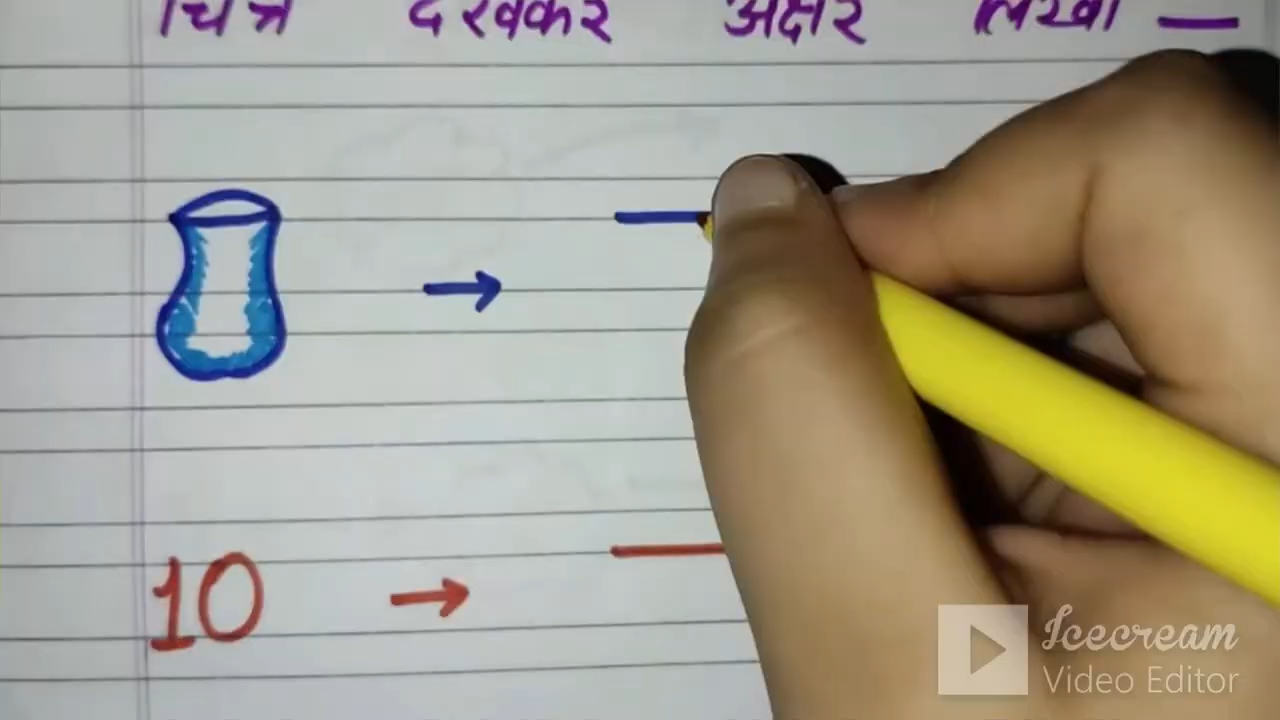 चित्र देखकर अक्षर लिखो —
→
10 →
Icecream
Video Editor